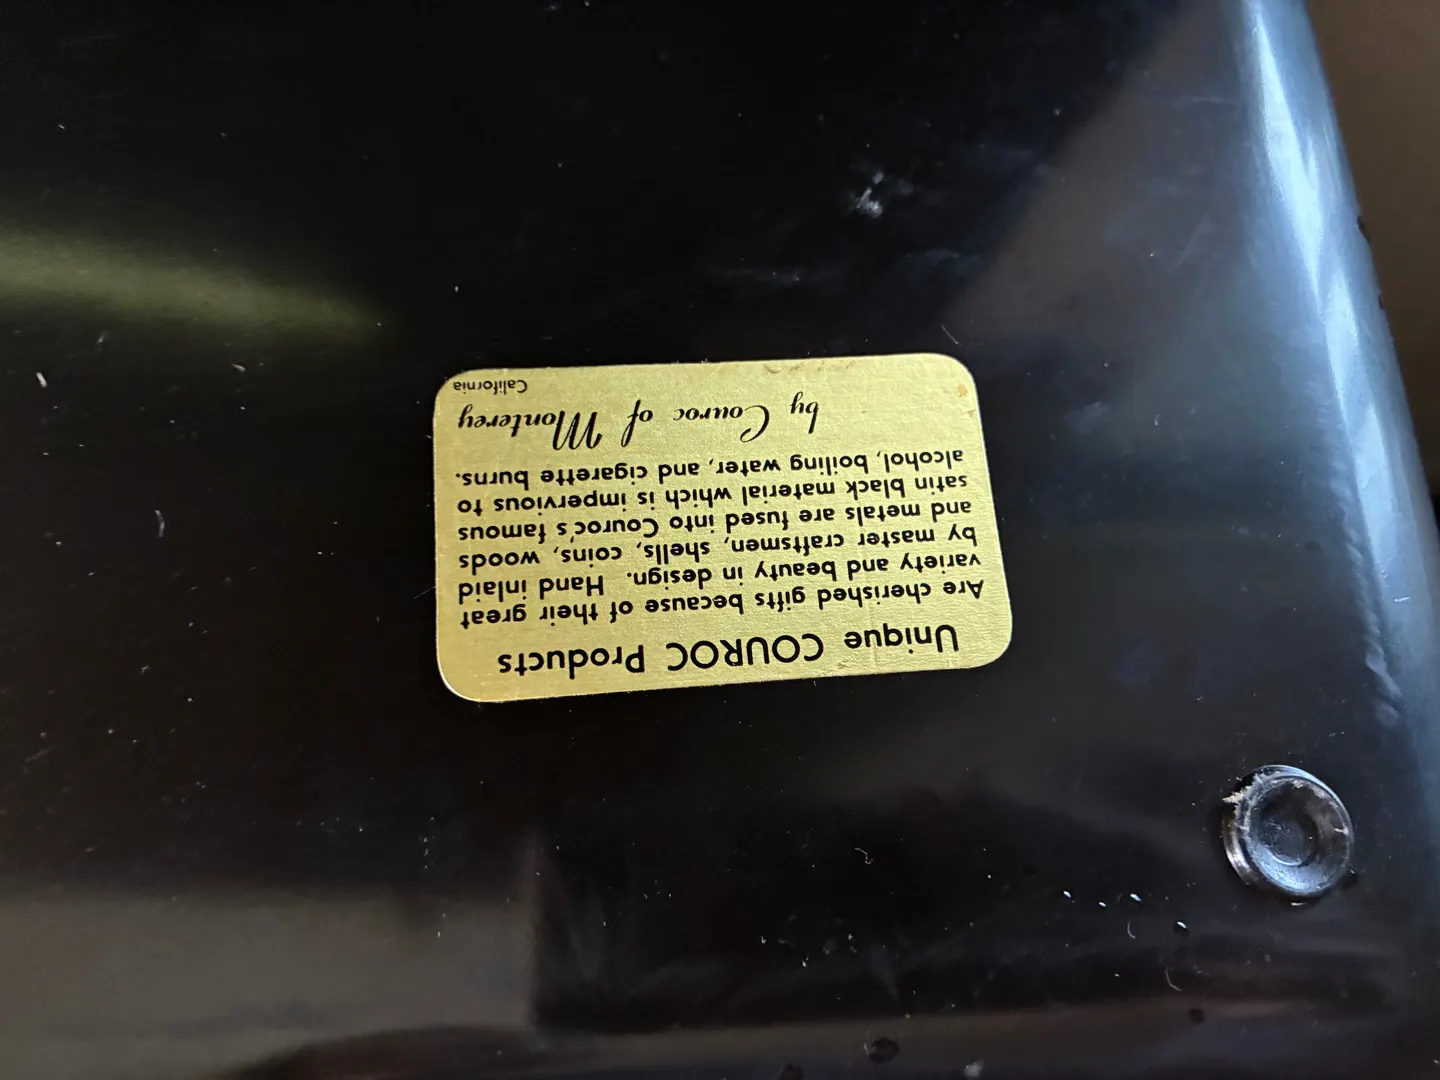 Unique COUROC Products
Are cherished gifts because of their great
variety and beauty in design. Hand inlaid
by master craftsmen, shells, coins, woods
and metals are fused into Couroc's famous
satin black material which is impervious to
alcohol, boiling water, and cigarette burns.
by Couroc of Monterey
California